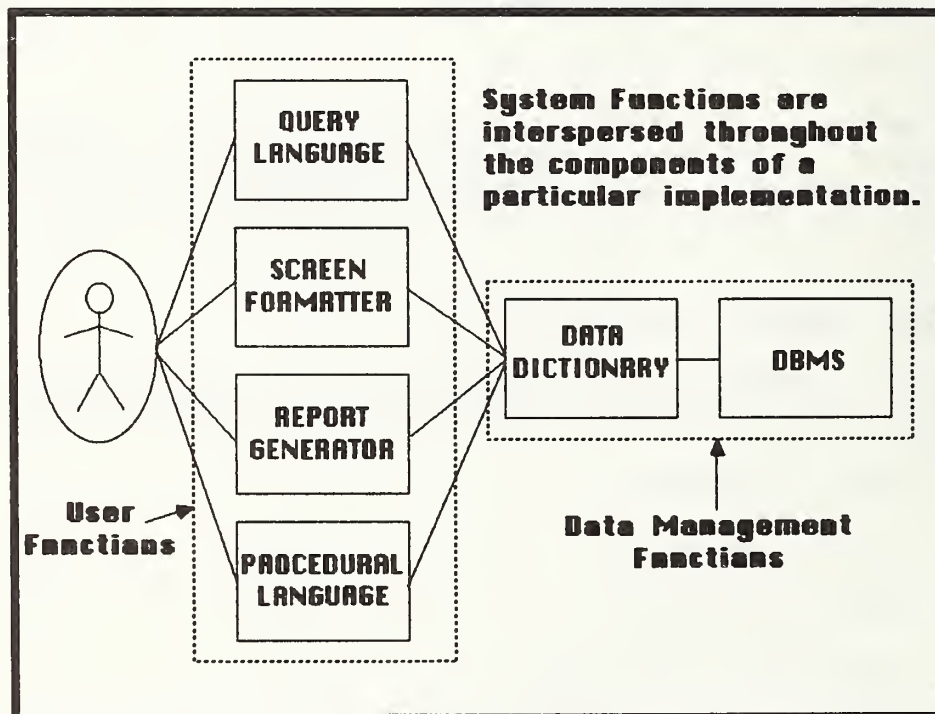 QUERY
LANGUAGE
System Functions are
interspersed throughout
the components of a
particular implementation.
SCREEN
FORMATTER
DATA
DICTIONARY
DBMS
REPORT
GENERATOR
User
Functions
Data Management
Functions
PROCEDURAL
LANGUAGE